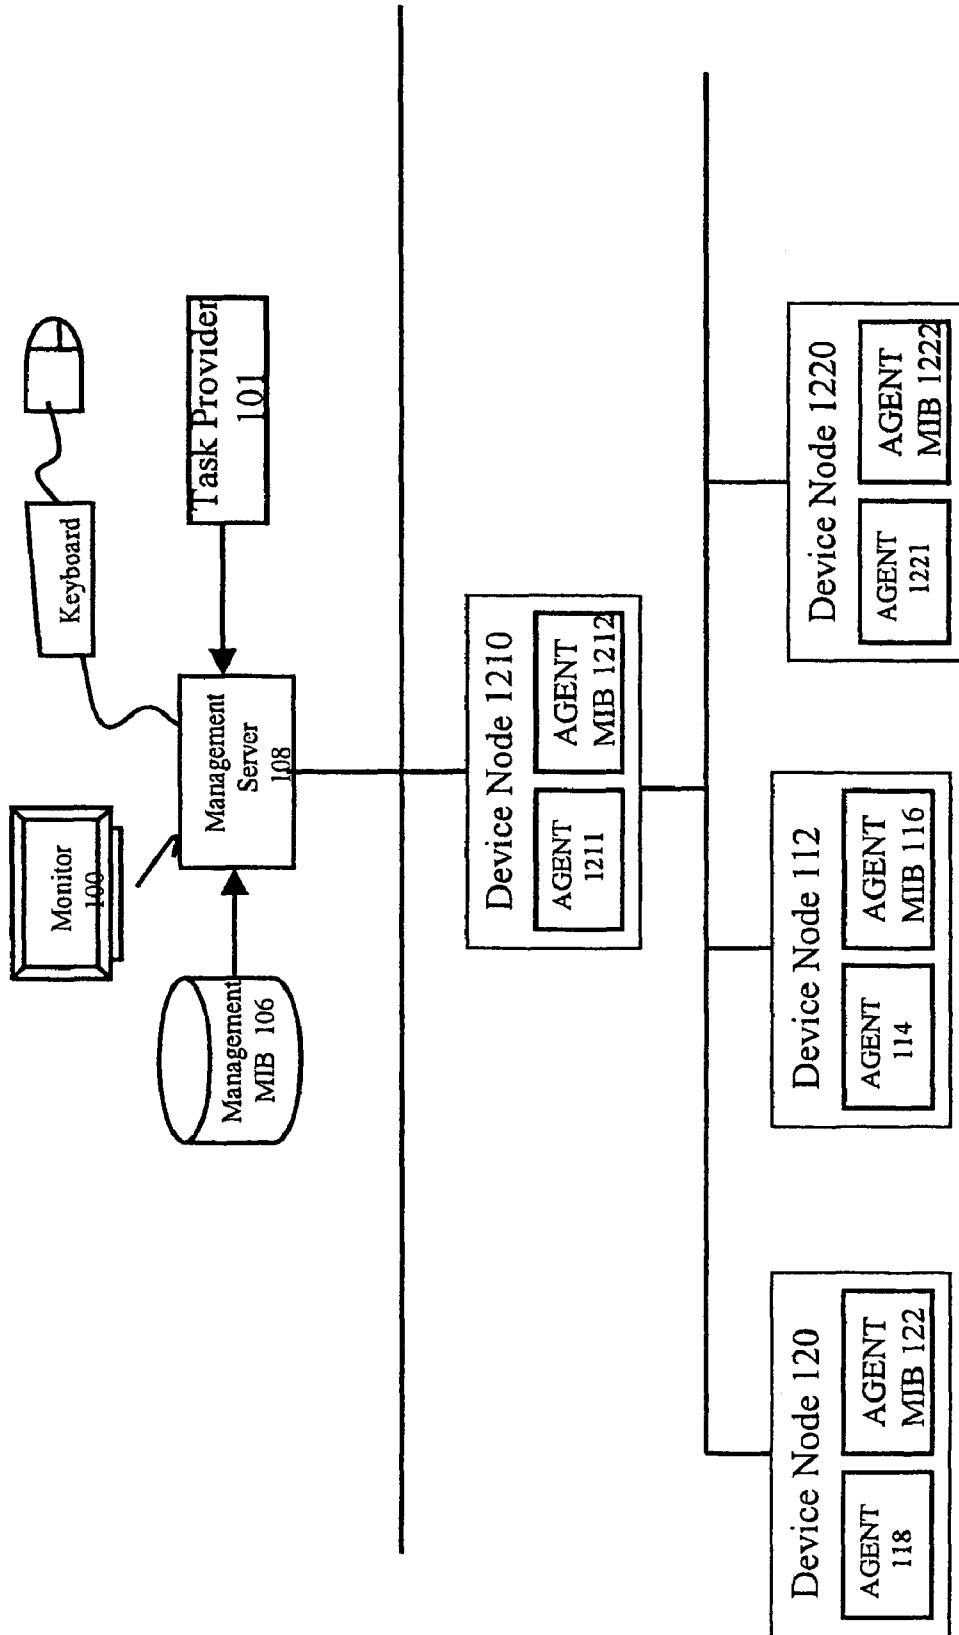 Monitor
100
Keyboard
Management
MIB 106
Management
Server
108
Task Provider
101
Device Node 1210
AGENT
1211
AGENT
MIB 1212
Device Node 120
AGENT
118
AGENT
MIB 122
Device Node 112
AGENT
114
AGENT
MIB 116
Device Node 1220
AGENT
1221
AGENT
MIB 1222